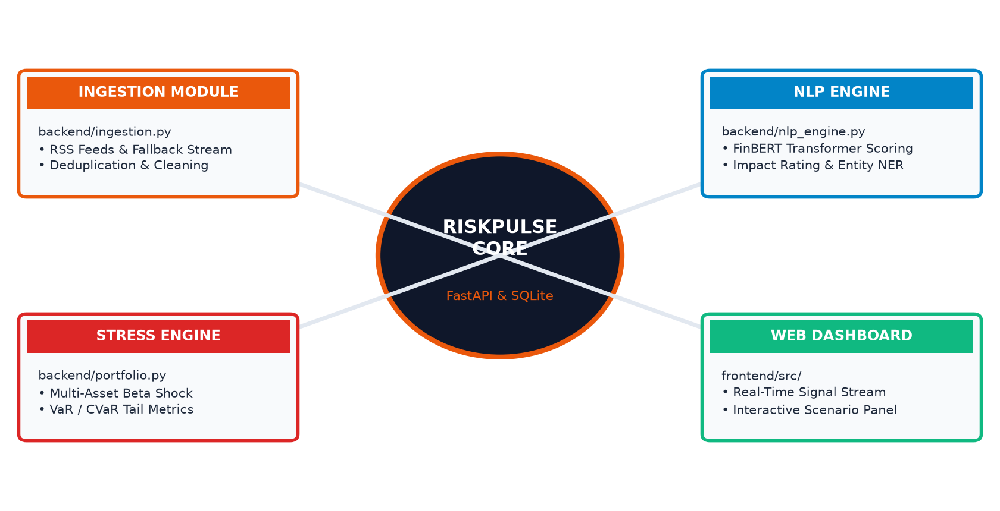 INGESTION MODULE
backend/ingestion.py
• RSS Feeds & Fallback Stream
• Deduplication & Cleaning
NLP ENGINE
backend/nlp_engine.py
• FinBERT Transformer Scoring
• Impact Rating & Entity NER
RISKPULSE
CORE
FastAPI & SQLite
STRESS ENGINE
backend/portfolio.py
• Multi-Asset Beta Shock
• VaR / CVaR Tail Metrics
WEB DASHBOARD
frontend/src/
• Real-Time Signal Stream
• Interactive Scenario Panel